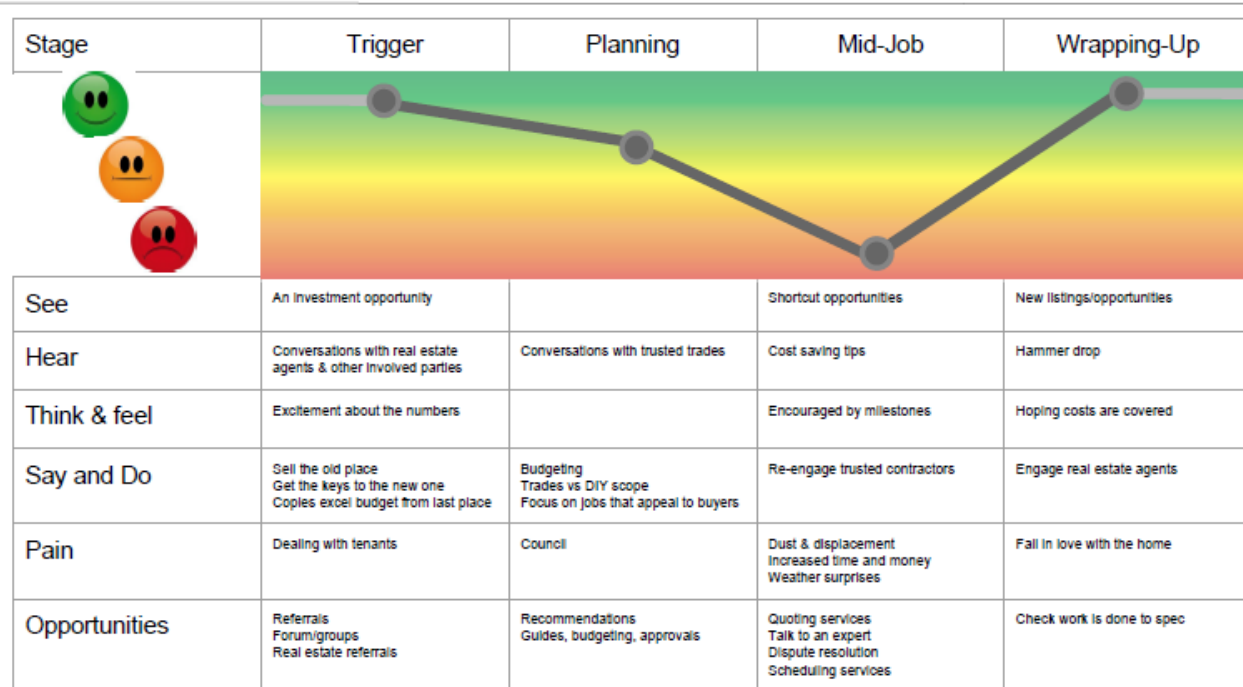 Stage Trigger Planning Mid-Job Wrapping-Up
See
An investment opportunity
Shortcut opportunities
New listings/opportunities
Hear
Conversations with real estate
agents & other involved parties
Conversations with trusted trades
Cost saving tips
Hammer drop
Think & feel
Excitement about the numbers
Encouraged by milestones
Hoping costs are covered
Say and Do
Sell the old place
Get the keys to the new one
Copies excel budget from last place
Budgeting
Trades vs DIY scope
Focus on jobs that appeal to buyers
Re-engage trusted contractors
Engage real estate agents
Pain
Dealing with tenants
Council
Dust & displacement
Increased time and money
Weather surprises
Fall in love with the home
Opportunities
Referrals
Forum/groups
Real estate referrals
Recommendations
Guides, budgeting, approvals
Quoting services
Talk to an expert
Dispute resolution
Scheduling services
Check work is done to spec